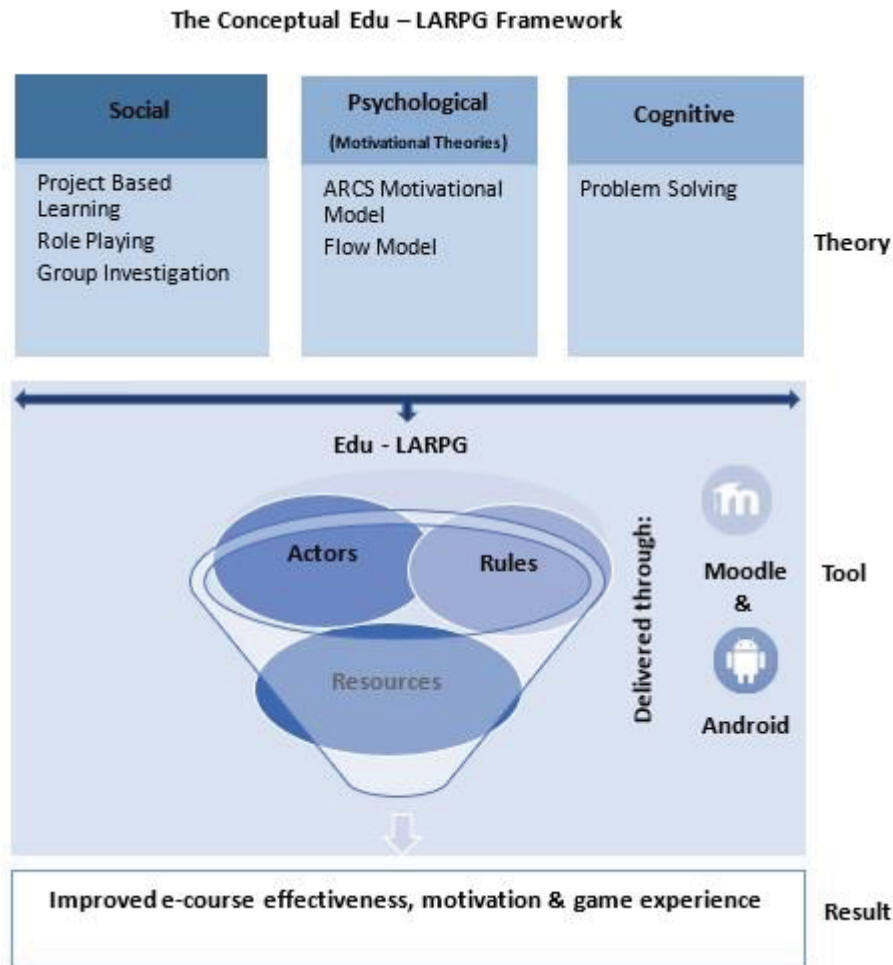 The Conceptual Edu – LARPG Framework
Social
Project Based
Learning
Role Playing
Group Investigation
Psychological
(Motivational Theories)
ARCS Motivational
Model
Flow Model
Cognitive
Problem Solving
Theory
Edu - LARPG
Actors
Rules
Resources
Delivered through:
m
Moodle
&
Android
Tool
Improved e-course effectiveness, motivation & game experience
Result